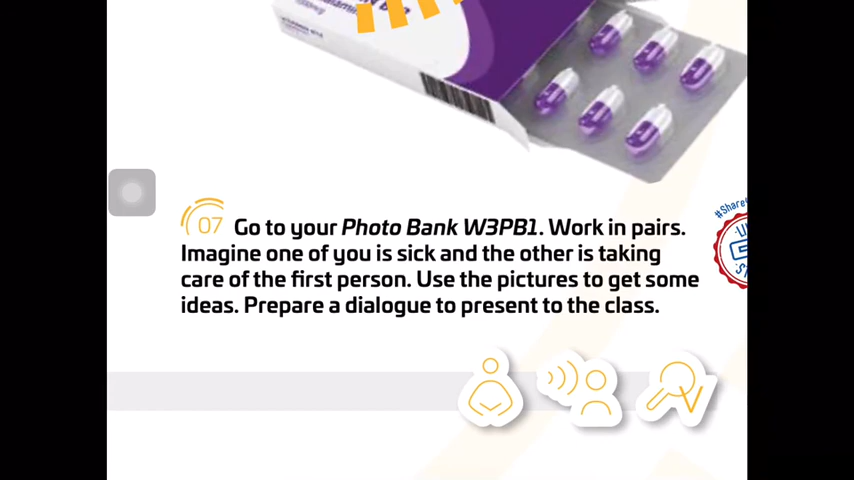 07 Go to your Photo Bank W3PB1. Work in pairs.
Imagine one of you is sick and the other is taking
care of the first person. Use the pictures to get some
ideas. Prepare a dialogue to present to the class.